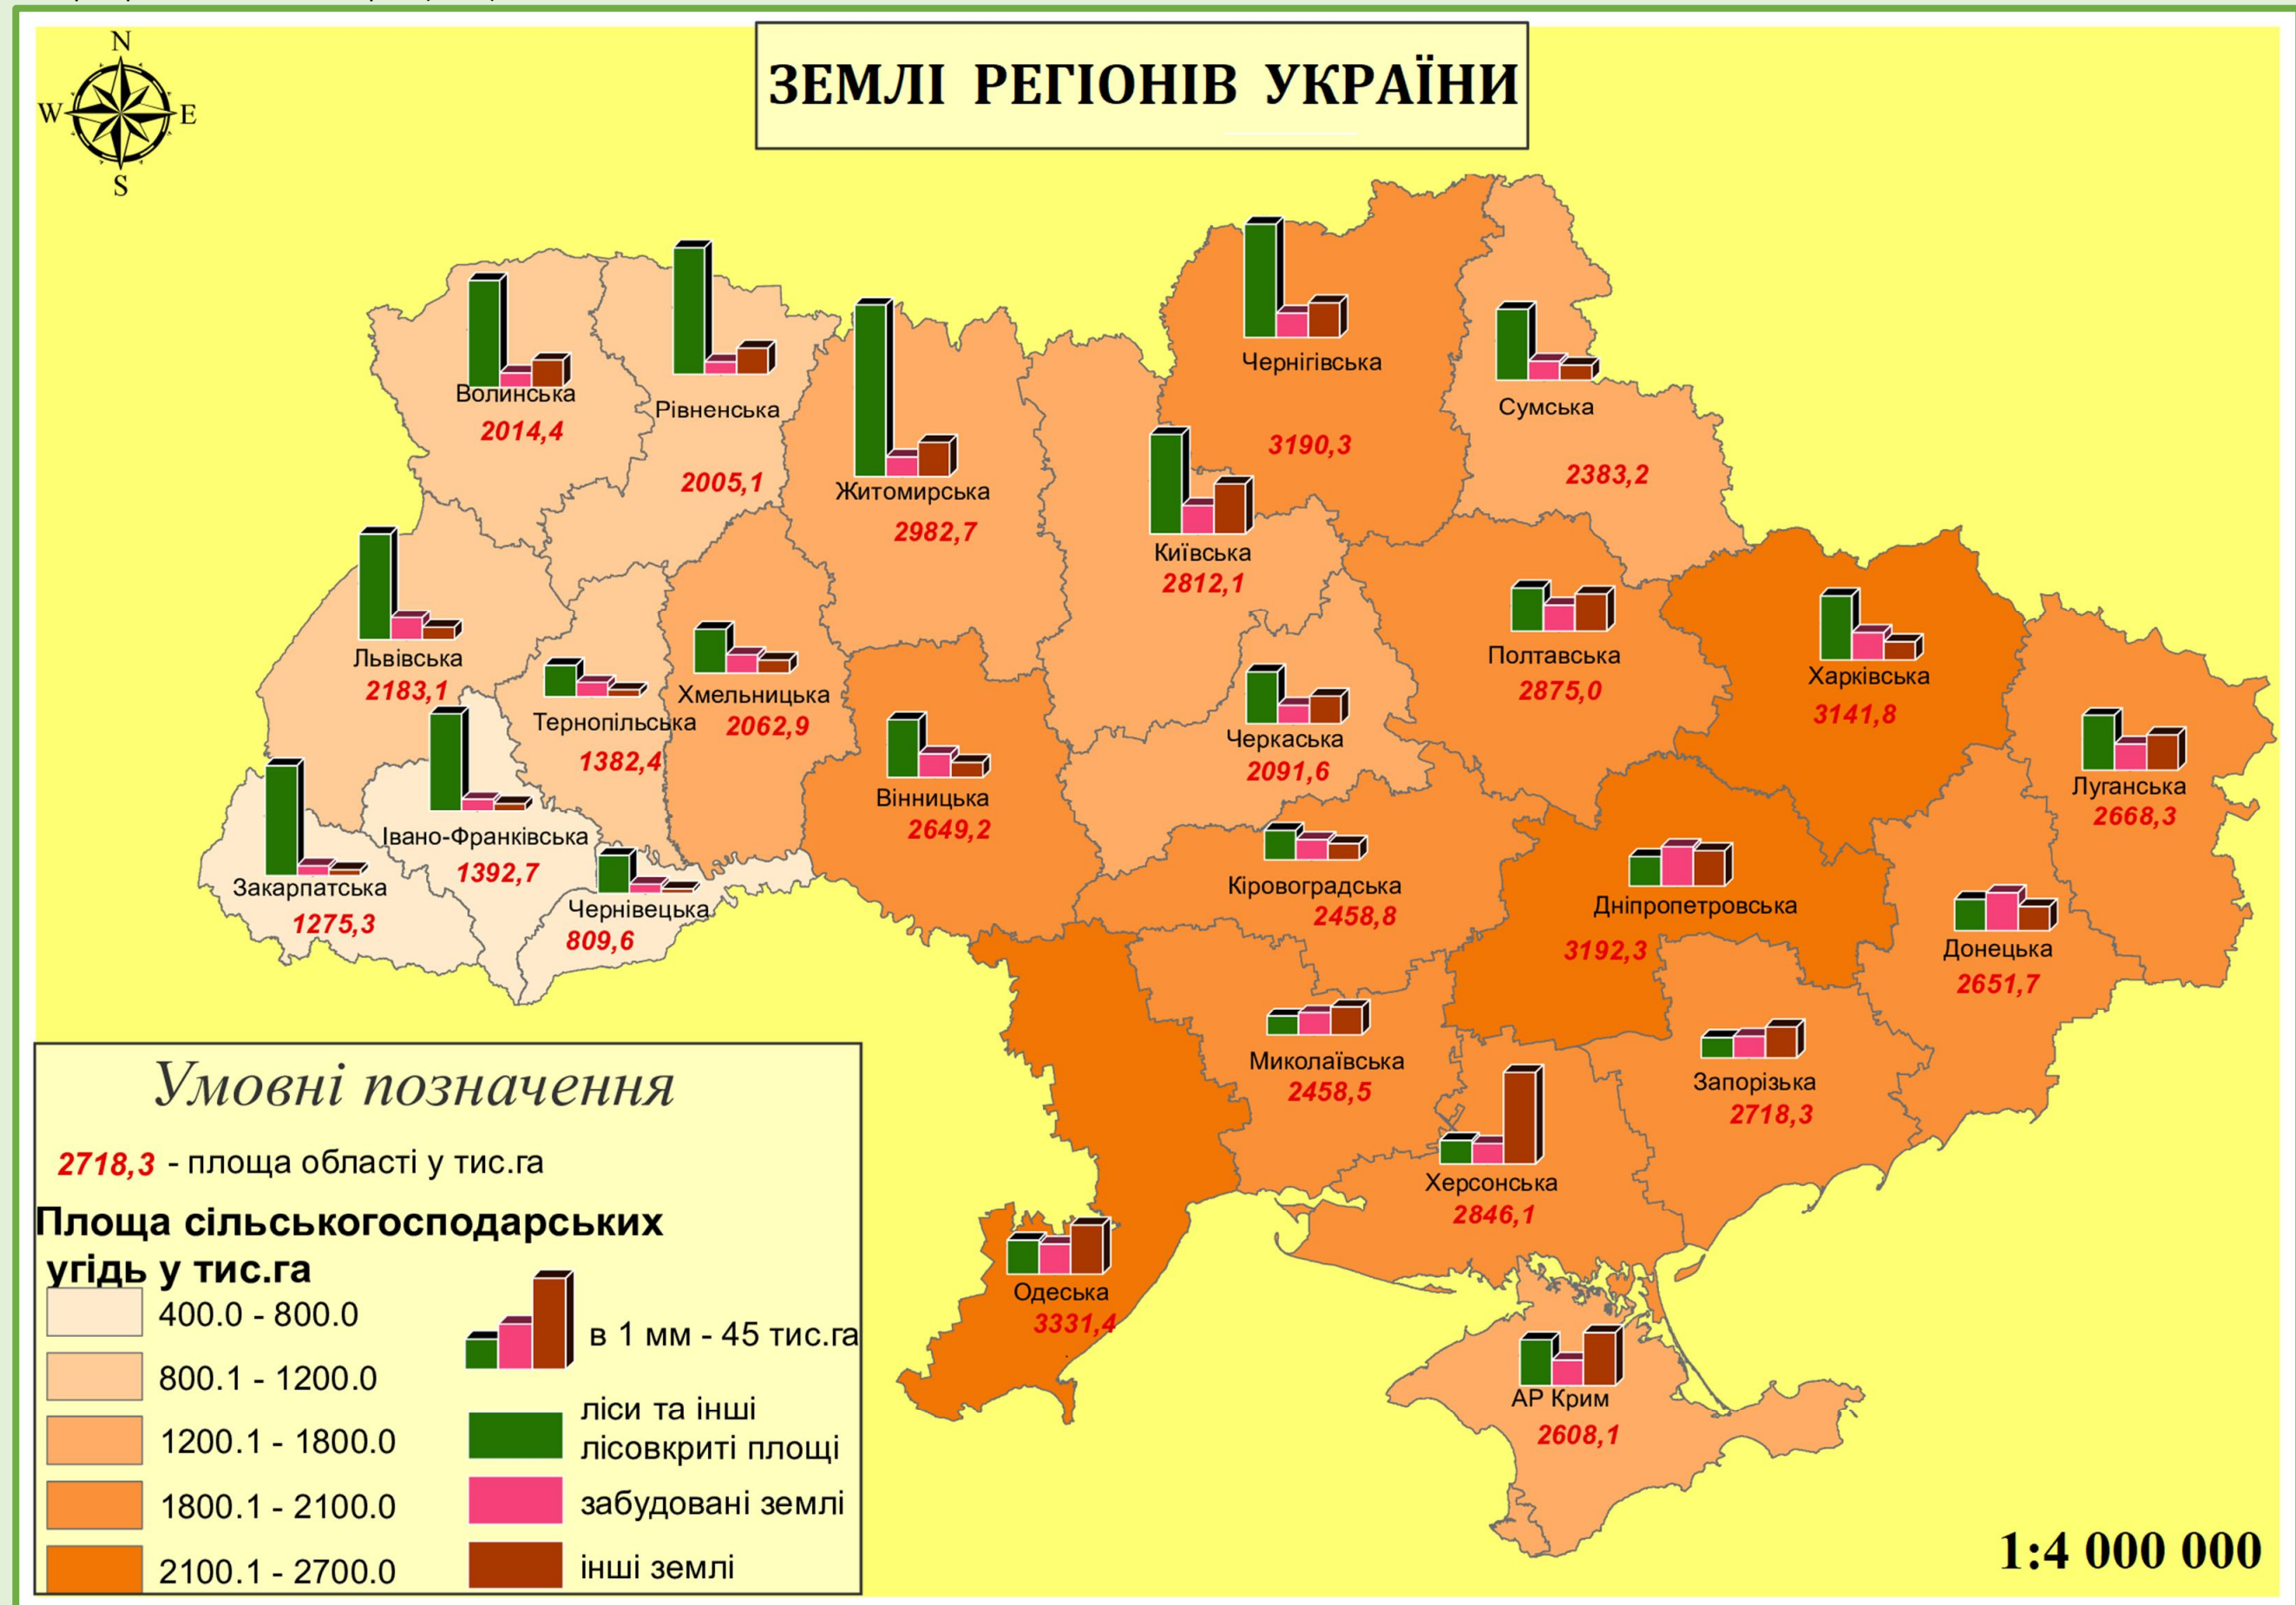 ЗЕМЛІ РЕГІОНІВ УКРАЇНИ
N
W
E
S
Волинська
2014,4
Рівненська
2005,1
Житомирська
2982,7
Чернігівська
3190,3
Сумська
2383,2
Київська
2812,1
Львівська
2183,1
Тернопільська
1382,4
Хмельницька
2062,9
Вінницька
2649,2
Черкаська
2091,6
Полтавська
2875,0
Харківська
3141,8
Луганська
2668,3
Закарпатська
1275,3
Івано-Франківська
1392,7
Чернівецька
809,6
Кіровоградська
2458,8
Дніпропетровська
3192,3
Донецька
2651,7
Миколаївська
2458,5
Запорізька
2718,3
Херсонська
2846,1
Одеська
3331,4
АР Крим
2608,1
Умовні позначення
2718,3 - площа області у тис.га
Площа сільськогосподарських
угідь у тис.га
400.0 - 800.0
800.1 - 1200.0
1200.1 - 1800.0
1800.1 - 2100.0
2100.1 - 2700.0
в 1 мм - 45 тис.га
ліси та інші
лісовкриті площі
забудовані землі
інші землі
1:4 000 000